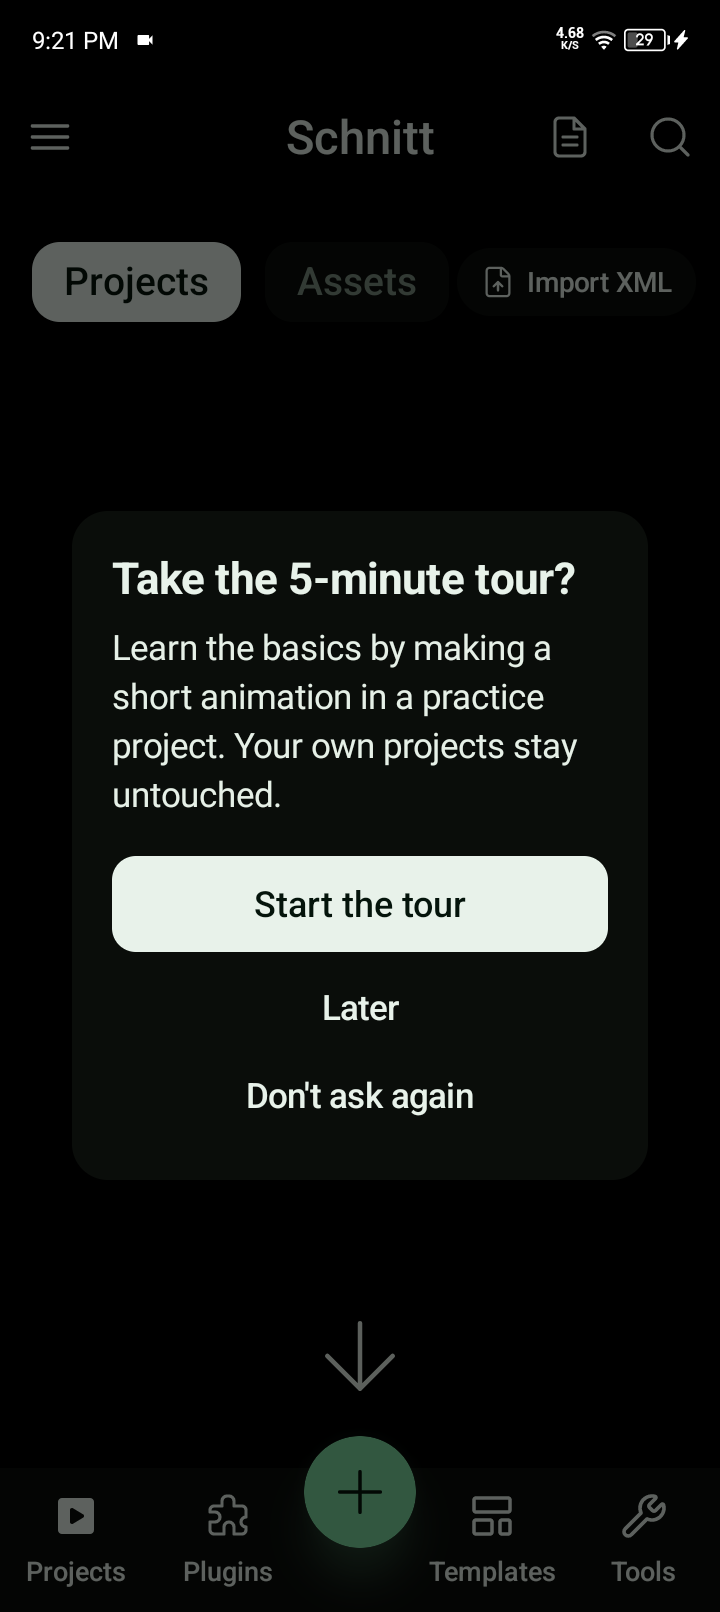 9:21 PM
4.68
K/S
29
Schnitt
Projects
Assets
Import XML
Take the 5-minute tour?
Learn the basics by making a
short animation in a practice
project. Your own projects stay
untouched.
Start the tour
Later
Don't ask again
Projects
Plugins
Templates
Tools